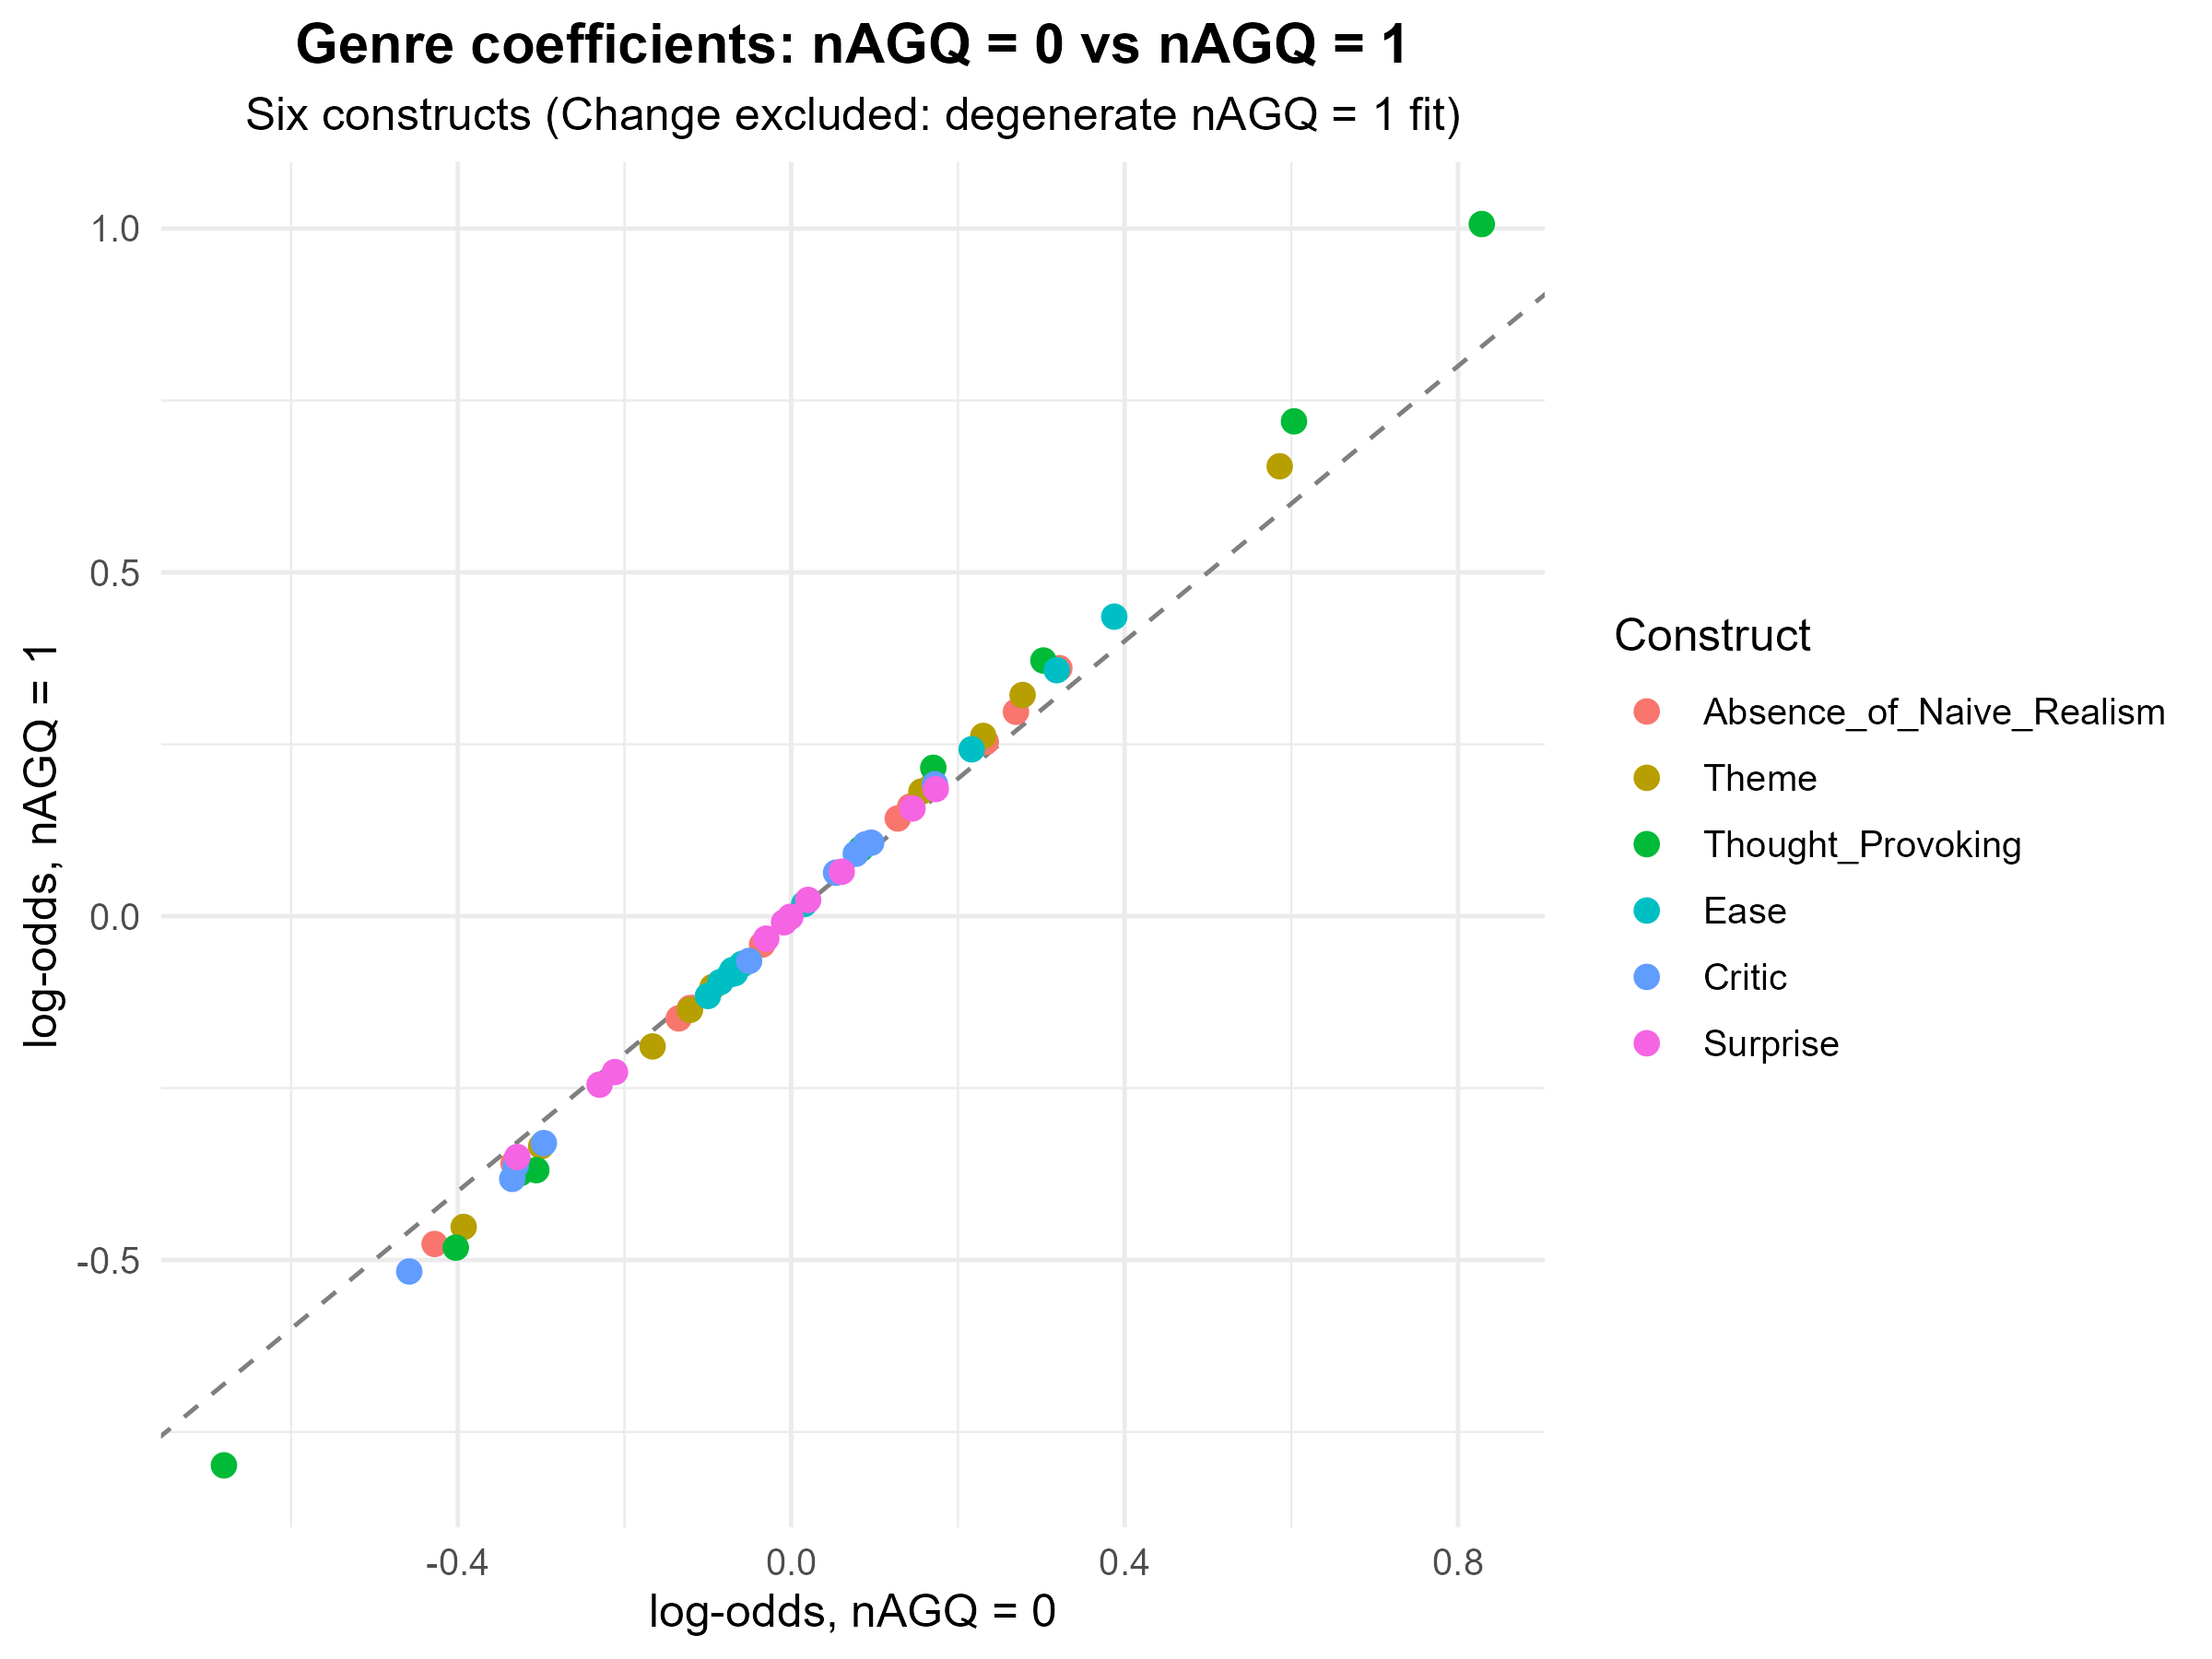 Genre coefficients: nAGQ = 0 vs nAGQ = 1
Six constructs (Change excluded: degenerate nAGQ = 1 fit)
1.0
0.5
0.0
-0.5
log-odds, nAGQ = 1
-0.4
0.0
0.4
0.8
log-odds, nAGQ = 0
Construct
Absence_of_Naive_Realism
Theme
Thought_Provoking
Ease
Critic
Surprise